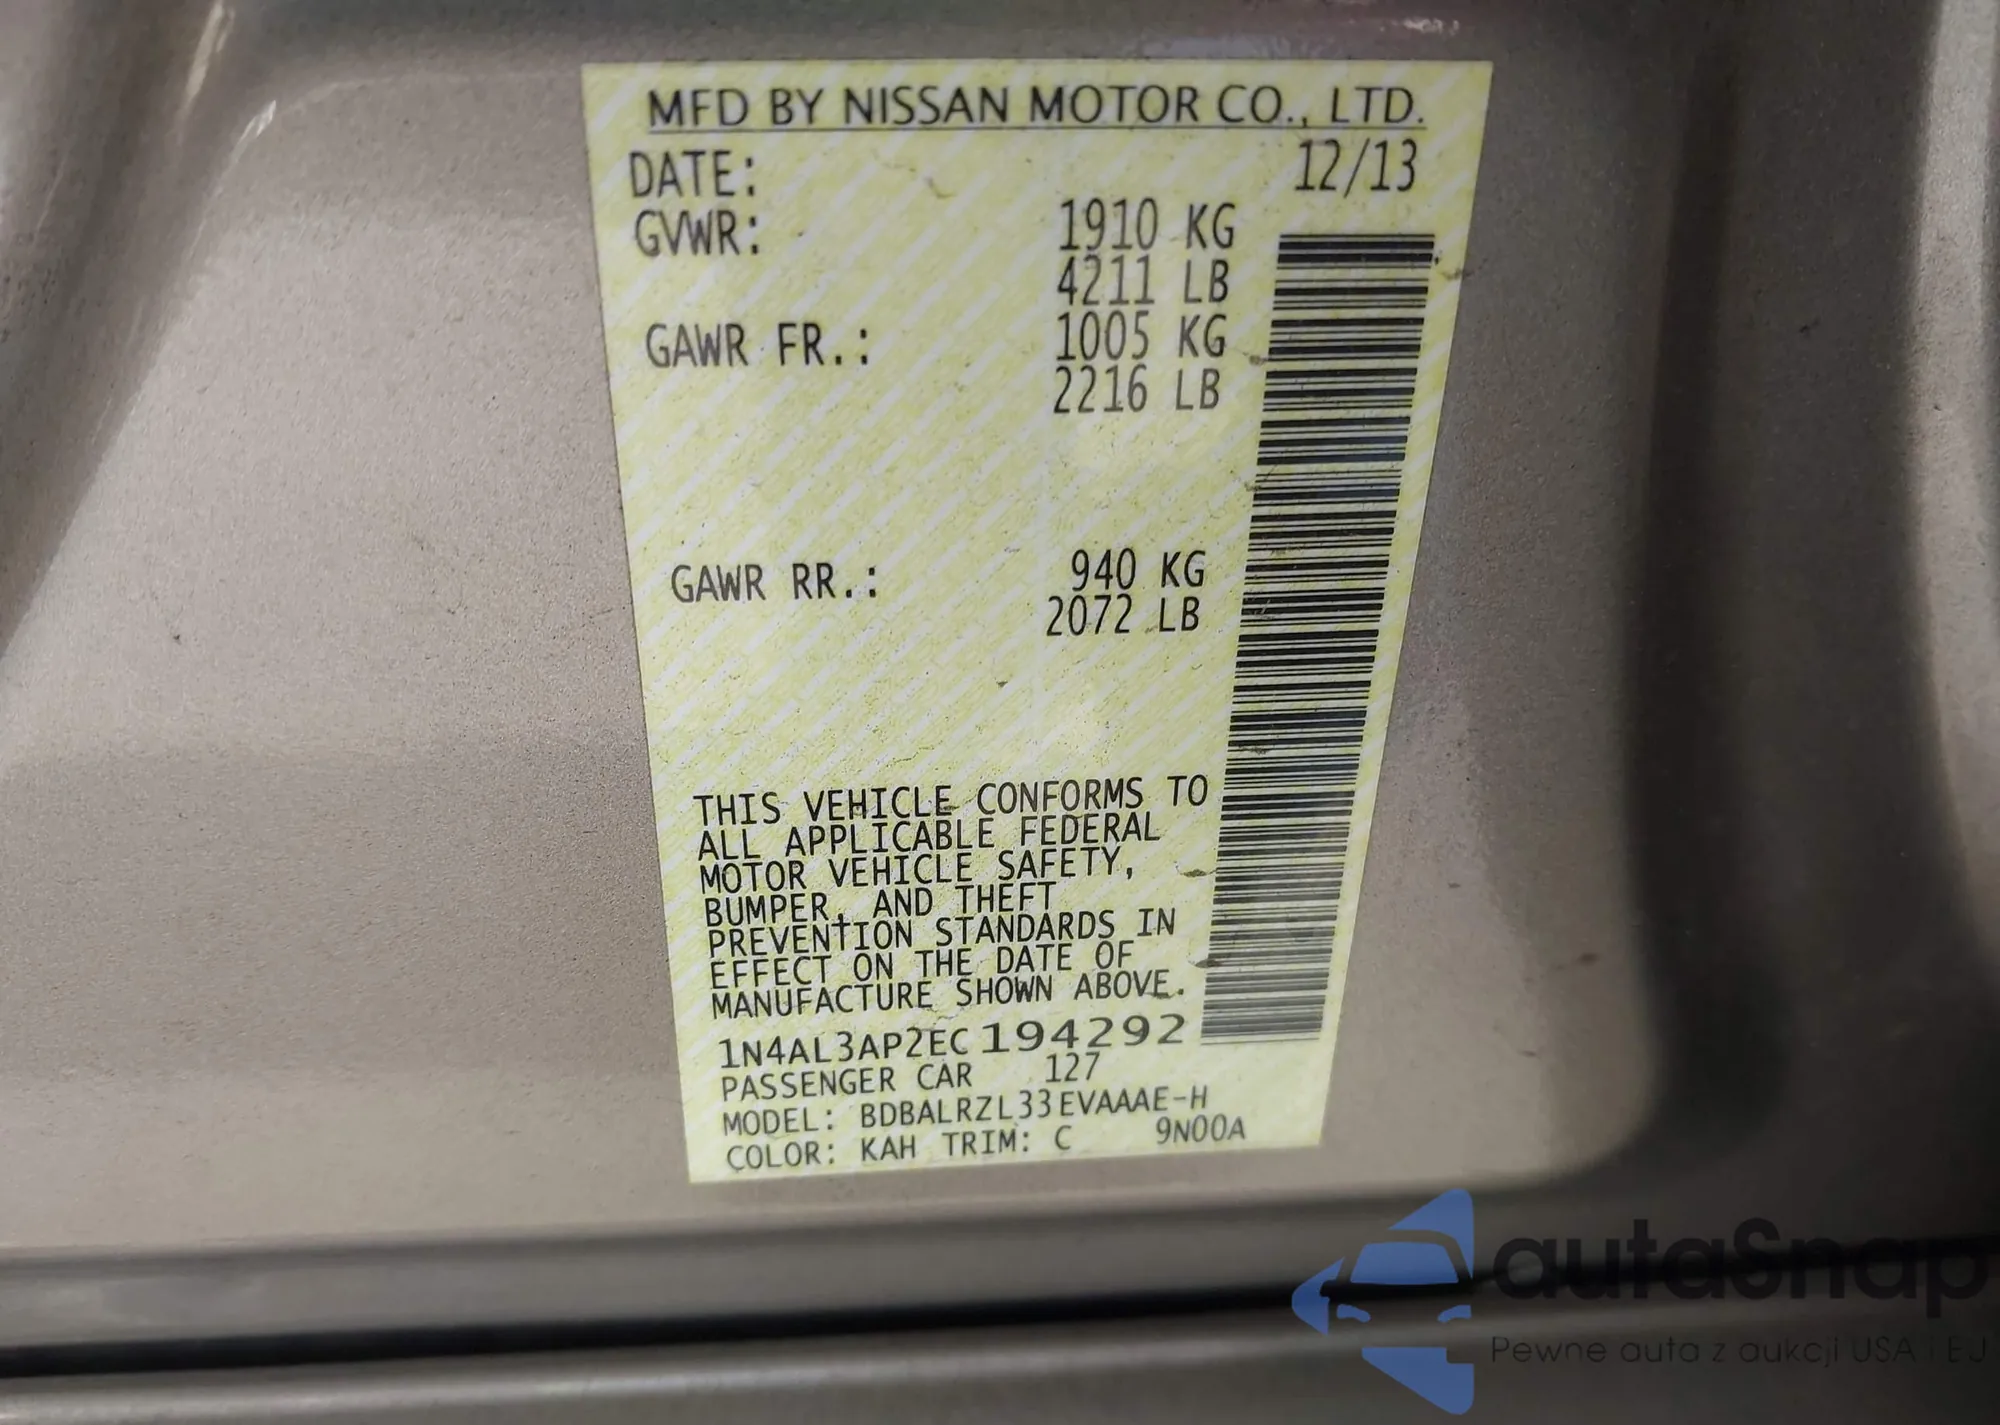 MFD BY NISSAN MOTOR CO., LTD.
DATE: 12/13
GVWR: 1910 KG
4211 LB
GAWR FR.: 1005 KG
2216 LB
GAWR RR.: 940 KG
2072 LB
THIS VEHICLE CONFORMS TO
ALL APPLICABLE FEDERAL
MOTOR VEHICLE SAFETY,
BUMPER, AND THEFT
PREVENTION STANDARDS IN
EFFECT ON THE DATE OF
MANUFACTURE SHOWN ABOVE.
1N4AL3AP2EC194292
PASSENGER CAR 127
MODEL: BDBALRZL33EVAAAE-H
COLOR: KAH TRIM: C 9N00A
autaSnap
Pewne auta z aukcji USA i EJ